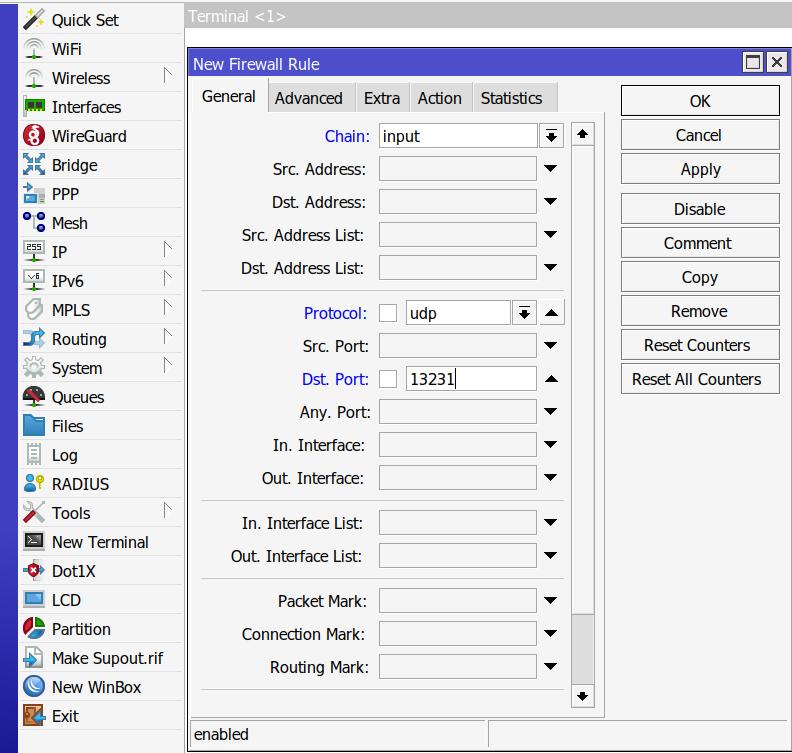 Terminal <1>
Quick Set
WiFi
Wireless
Interfaces
WireGuard
Bridge
PPP
Mesh
255
IP
v6
IPv6
MPLS
Routing
System
Queues
Files
Log
RADIUS
Tools
New Terminal
Dot1X
LCD
Partition
Make Supout.rif
New WinBox
Exit
New Firewall Rule
General Advanced Extra Action Statistics
Chain: input
Src. Address:
Dst. Address:
Src. Address List:
Dst. Address List:
Protocol: udp
Src. Port:
Dst. Port: 13231
Any. Port:
In. Interface:
Out. Interface:
In. Interface List:
Out. Interface List:
Packet Mark:
Connection Mark:
Routing Mark:
OK
Cancel
Apply
Disable
Comment
Copy
Remove
Reset Counters
Reset All Counters
enabled